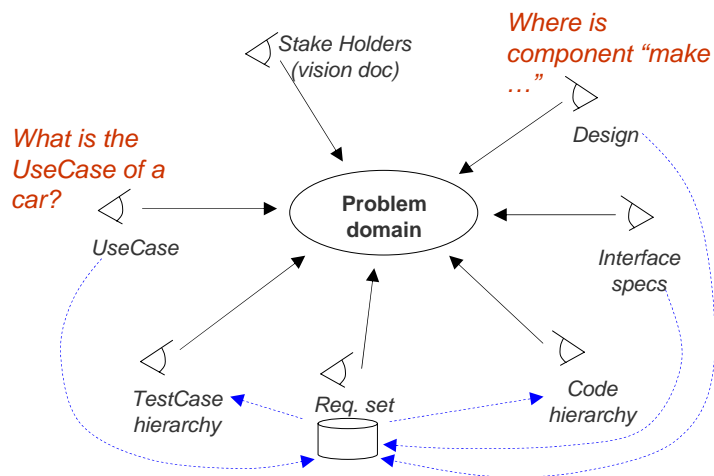 Stake Holders
(vision doc)
Where is
component “make
…”
Design
What is the
UseCase of a
car?
UseCase
Problem
domain
Interface
specs
TestCase
hierarchy
Req. set
Code
hierarchy